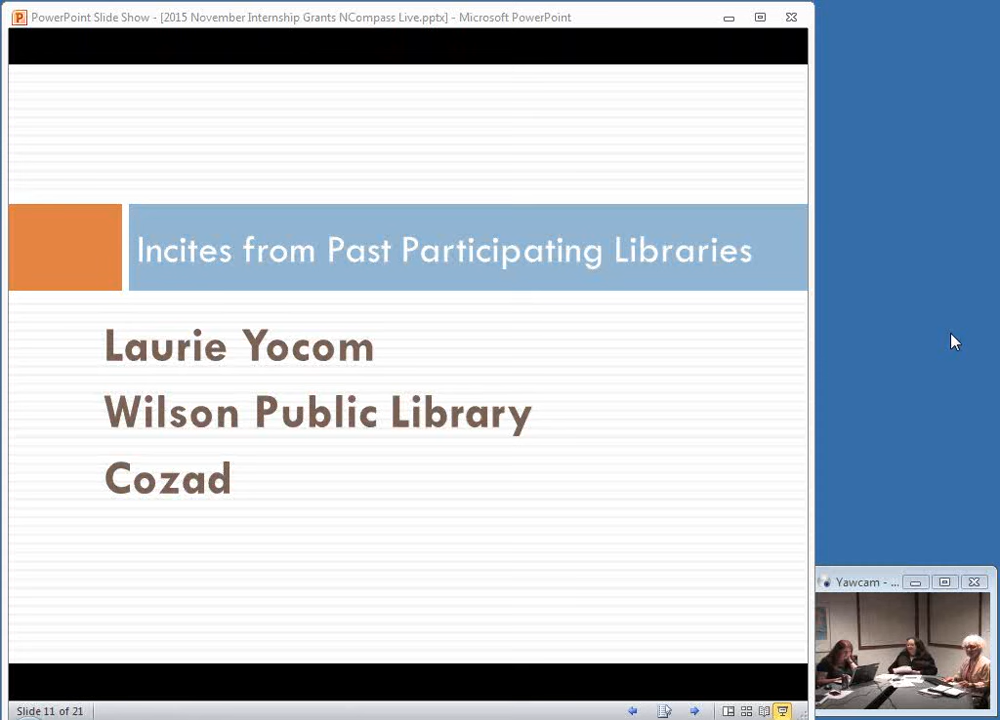 PowerPoint Slide Show - [2015 November Internship Grants NCompass Live.pptx] - Microsoft PowerPoint
Incites from Past Participating Libraries
Laurie Yocom
Wilson Public Library
Cozad
Yawcam - ...
Slide 11 of 21